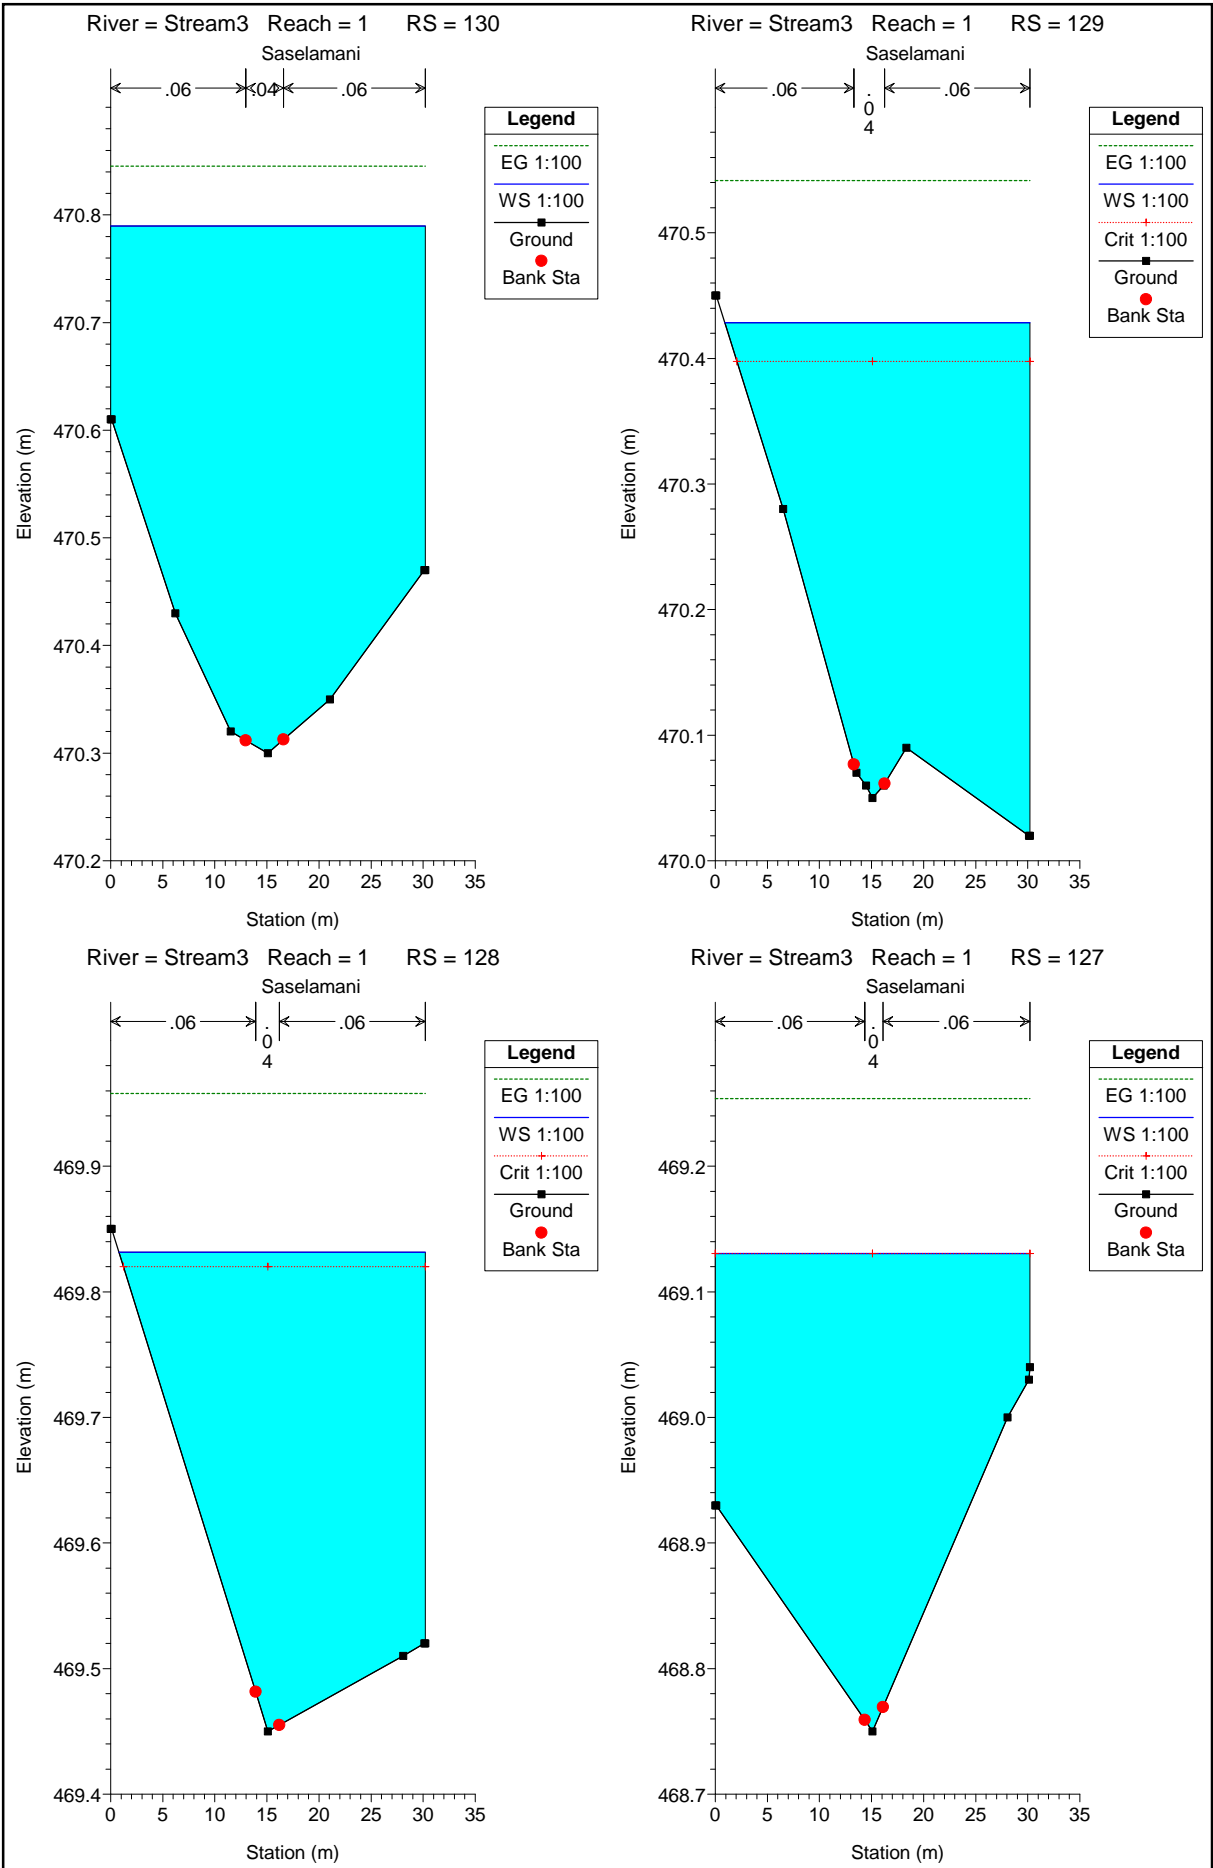 River = Stream3 Reach = 1 RS = 130
Saselamani
.06 .04 .06
Legend
EG 1:100
WS 1:100
Ground
Bank Sta
470.8
470.7
470.6
470.5
470.4
470.3
470.2
Elevation (m)
0 5 10 15 20 25 30 35
Station (m)
River = Stream3 Reach = 1 RS = 129
Saselamani
.06 .04 .06
Legend
EG 1:100
WS 1:100
Crit 1:100
Ground
Bank Sta
470.5
470.4
470.3
470.2
470.1
470.0
Elevation (m)
0 5 10 15 20 25 30 35
Station (m)
River = Stream3 Reach = 1 RS = 128
Saselamani
.06 .04 .06
Legend
EG 1:100
WS 1:100
Crit 1:100
Ground
Bank Sta
469.9
469.8
469.7
469.6
469.5
469.4
Elevation (m)
0 5 10 15 20 25 30 35
Station (m)
River = Stream3 Reach = 1 RS = 127
Saselamani
.06 .04 .06
Legend
EG 1:100
WS 1:100
Crit 1:100
Ground
Bank Sta
469.2
469.1
469.0
468.9
468.8
468.7
Elevation (m)
0 5 10 15 20 25 30 35
Station (m)